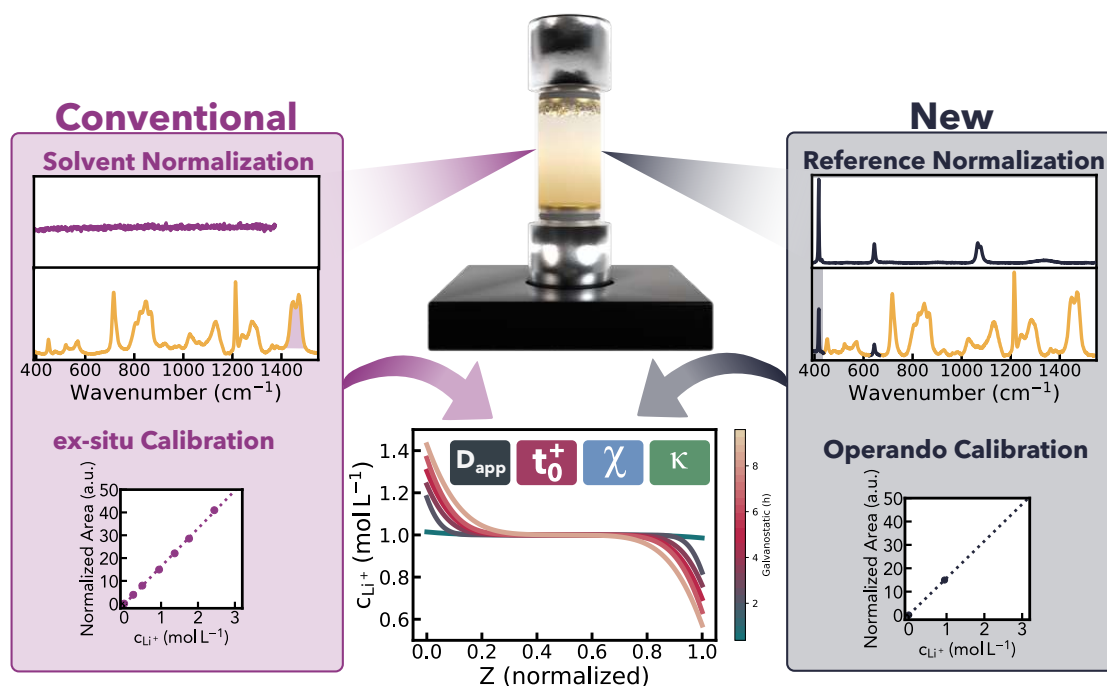 Conventional
Solvent Normalization
400 600 800 1000 1200 1400
Wavenumber (cm⁻¹)
ex-situ Calibration
Normalized Area (a.u.)
50
40
30
20
10
0
0 1 2 3
c_Li⁺ (mol L⁻¹)
D_app t₀⁺ χ κ
c_Li⁺ (mol L⁻¹)
1.4
1.2
1.0
0.8
0.6
0.0 0.2 0.4 0.6 0.8 1.0
Z (normalized)
8
6
4
2
Galvanostatic (h)
New
Reference Normalization
400 600 800 1000 1200 1400
Wavenumber (cm⁻¹)
Operando Calibration
Normalized Area (a.u.)
50
40
30
20
10
0
0 1 2 3
c_Li⁺ (mol L⁻¹)